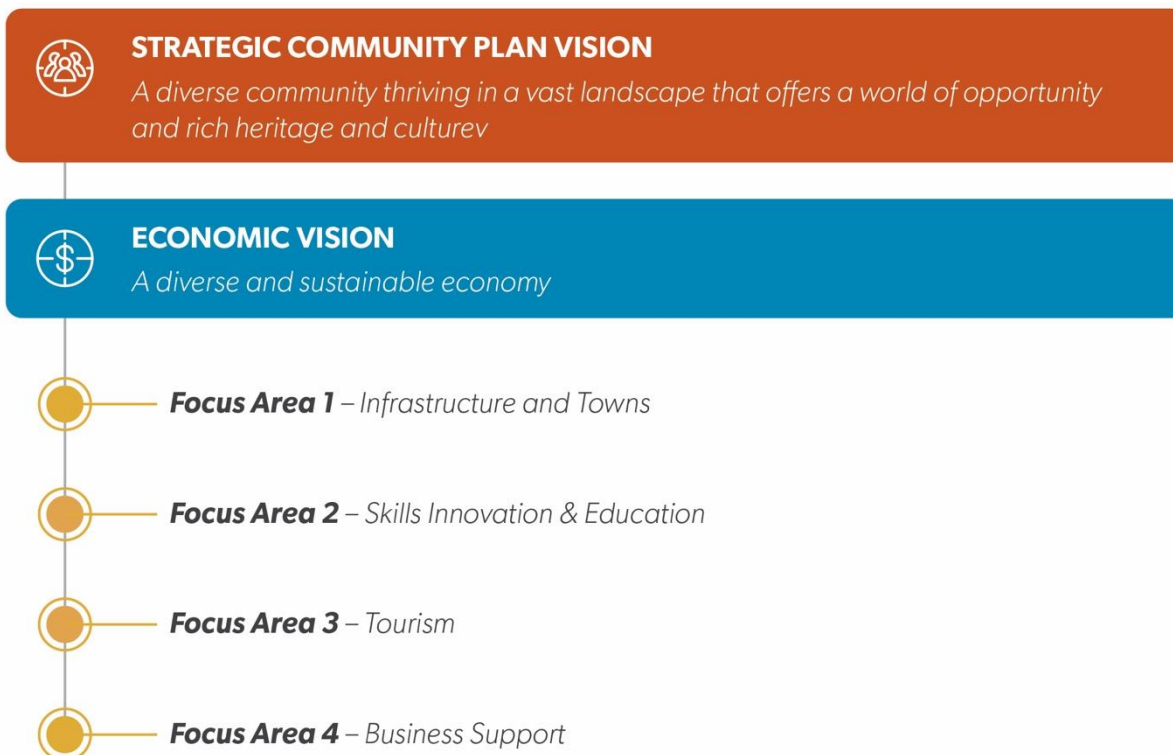 STRATEGIC COMMUNITY PLAN VISION
A diverse community thriving in a vast landscape that offers a world of opportunity
and rich heritage and culturev
ECONOMIC VISION
A diverse and sustainable economy
Focus Area 1 – Infrastructure and Towns
Focus Area 2 – Skills Innovation & Education
Focus Area 3 – Tourism
Focus Area 4 – Business Support